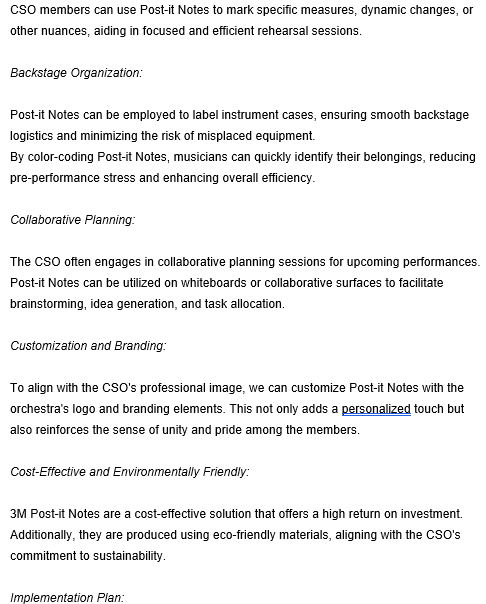 CSO members can use Post-it Notes to mark specific measures, dynamic changes, or
other nuances, aiding in focused and efficient rehearsal sessions.
Backstage Organization:
Post-it Notes can be employed to label instrument cases, ensuring smooth backstage
logistics and minimizing the risk of misplaced equipment.
By color-coding Post-it Notes, musicians can quickly identify their belongings, reducing
pre-performance stress and enhancing overall efficiency.
Collaborative Planning:
The CSO often engages in collaborative planning sessions for upcoming performances.
Post-it Notes can be utilized on whiteboards or collaborative surfaces to facilitate
brainstorming, idea generation, and task allocation.
Customization and Branding:
To align with the CSO's professional image, we can customize Post-it Notes with the
orchestra's logo and branding elements. This not only adds a personalized touch but
also reinforces the sense of unity and pride among the members.
Cost-Effective and Environmentally Friendly:
3M Post-it Notes are a cost-effective solution that offers a high return on investment.
Additionally, they are produced using eco-friendly materials, aligning with the CSO's
commitment to sustainability.
Implementation Plan: